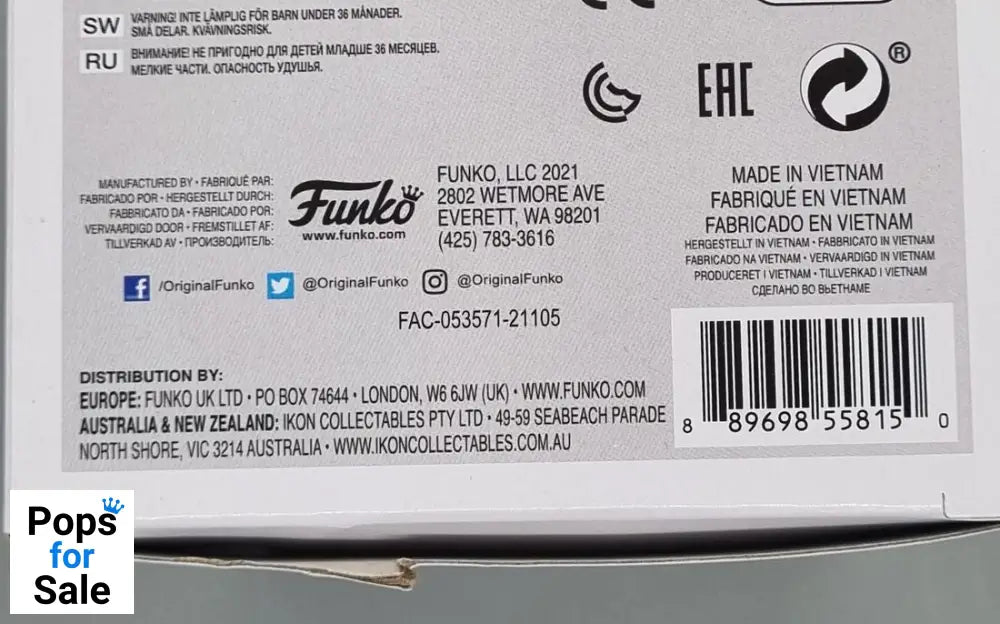 SW
VARNING! INTE LÄMPLIG FÖR BARN UNDER 36 MÅNADER.
SMÅ DELAR. KVÄVNINGSRISK.
RU
ВНИМАНИЕ! НЕ ПРИГОДНО ДЛЯ ДЕТЕЙ МЛАДШЕ 36 МЕСЯЦЕВ.
МЕЛКИЕ ЧАСТИ. ОПАСНОСТЬ УДУШЬЯ.
EAC
®
MANUFACTURED BY • FABRIQUÉ PAR:
FABRICADO POR • HERGESTELLT DURCH:
FABBRICATO DA • FABRICADO POR:
VERVAARDIGD DOOR • FREMSTILLET AF:
TILLVERKAD AV • ПРОИЗВОДИТЕЛЬ:
Funko
www.funko.com
FUNKO, LLC 2021
2802 WETMORE AVE
EVERETT, WA 98201
(425) 783-3616
MADE IN VIETNAM
FABRIQUÉ EN VIETNAM
FABRICADO EN VIETNAM
HERGESTELLT IN VIETNAM • FABBRICATO IN VIETNAM
FABRICADO NA VIETNAM • VERVAARDIGD IN VIETNAM
PRODUCERET I VIETNAM • TILLVERKAD I VIETNAM
СДЕЛАНО ВО ВЬЕТНАМЕ
/OriginalFunko @OriginalFunko @OriginalFunko
FAC-053571-21105
DISTRIBUTION BY:
EUROPE: FUNKO UK LTD • PO BOX 74644 • LONDON, W6 6JW (UK) • WWW.FUNKO.COM
AUSTRALIA & NEW ZEALAND: IKON COLLECTABLES PTY LTD • 49-59 SEABEACH PARADE
NORTH SHORE, VIC 3214 AUSTRALIA • WWW.IKONCOLLECTABLES.COM.AU
8 89698 55815 0
Pops
for
Sale